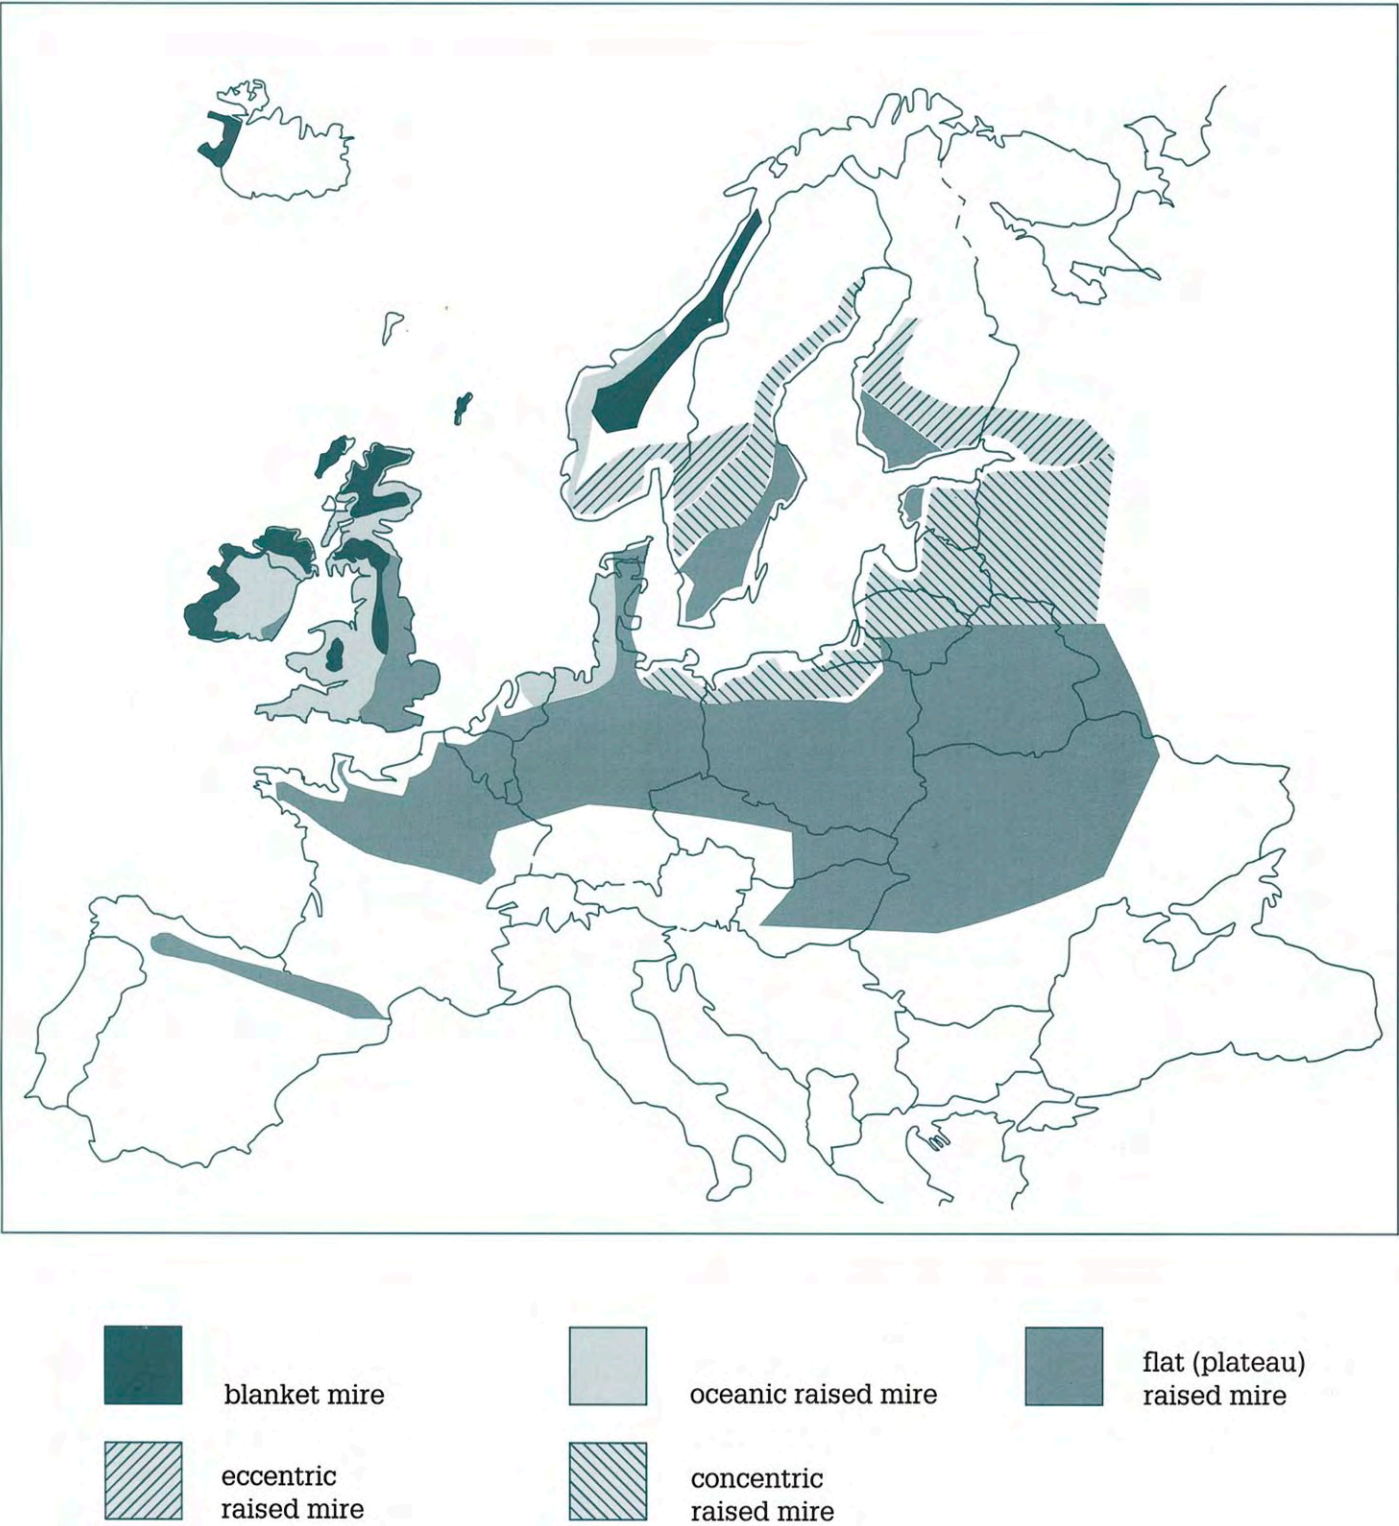 blanket mire
oceanic raised mire
flat (plateau)
raised mire
eccentric
raised mire
concentric
raised mire